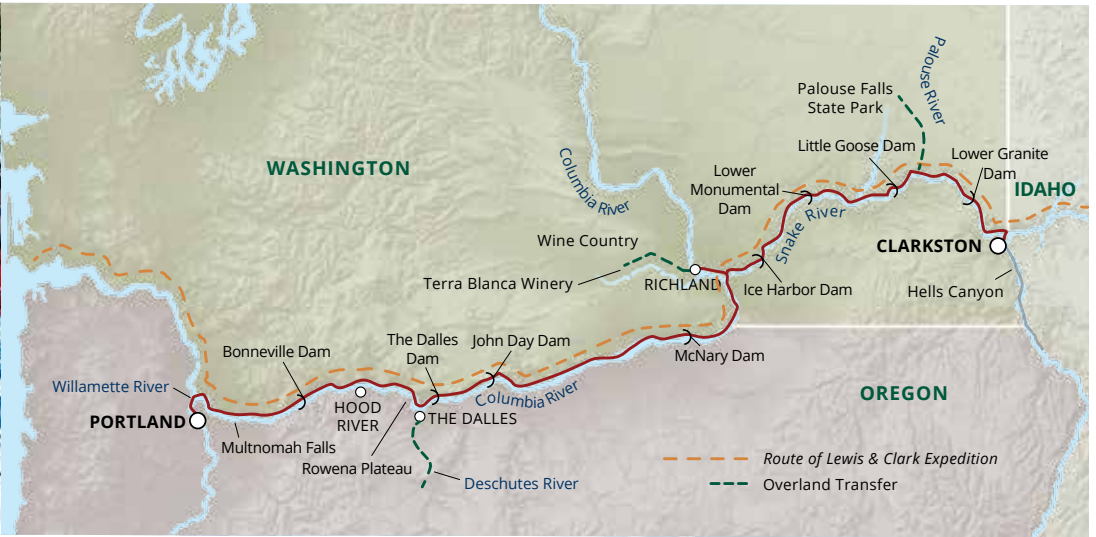 Palouse River
Palouse Falls
State Park
Little Goose Dam
Lower Granite
Dam
WASHINGTON
Columbia River
Lower
Monumental
Dam
IDAHO
Snake River
Wine Country
CLARKSTON
Terra Blanca Winery
RICHLAND
Ice Harbor Dam
Hells Canyon
The Dalles
Dam
John Day Dam
Bonneville Dam
McNary Dam
Willamette River
Columbia River
OREGON
HOOD
RIVER
PORTLAND
THE DALLES
Multnomah Falls
Rowena Plateau
Deschutes River
Route of Lewis & Clark Expedition
Overland Transfer